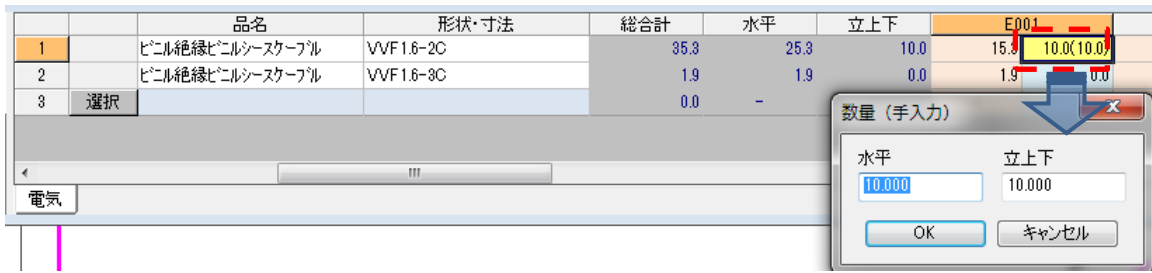 品名 形状・寸法 総合計 水平 立上下 E001
1 ビニル絶縁ビニルシースケーブル VVF1.6-2C 35.3 25.3 10.0 15.3 10.0(10.0)
2 ビニル絶縁ビニルシースケーブル VVF1.6-3C 1.9 1.9 0.0 1.9 0.0
3 選択 0.0 -
電気
数量（手入力）
水平 立上下
10.000 10.000
OK キャンセル